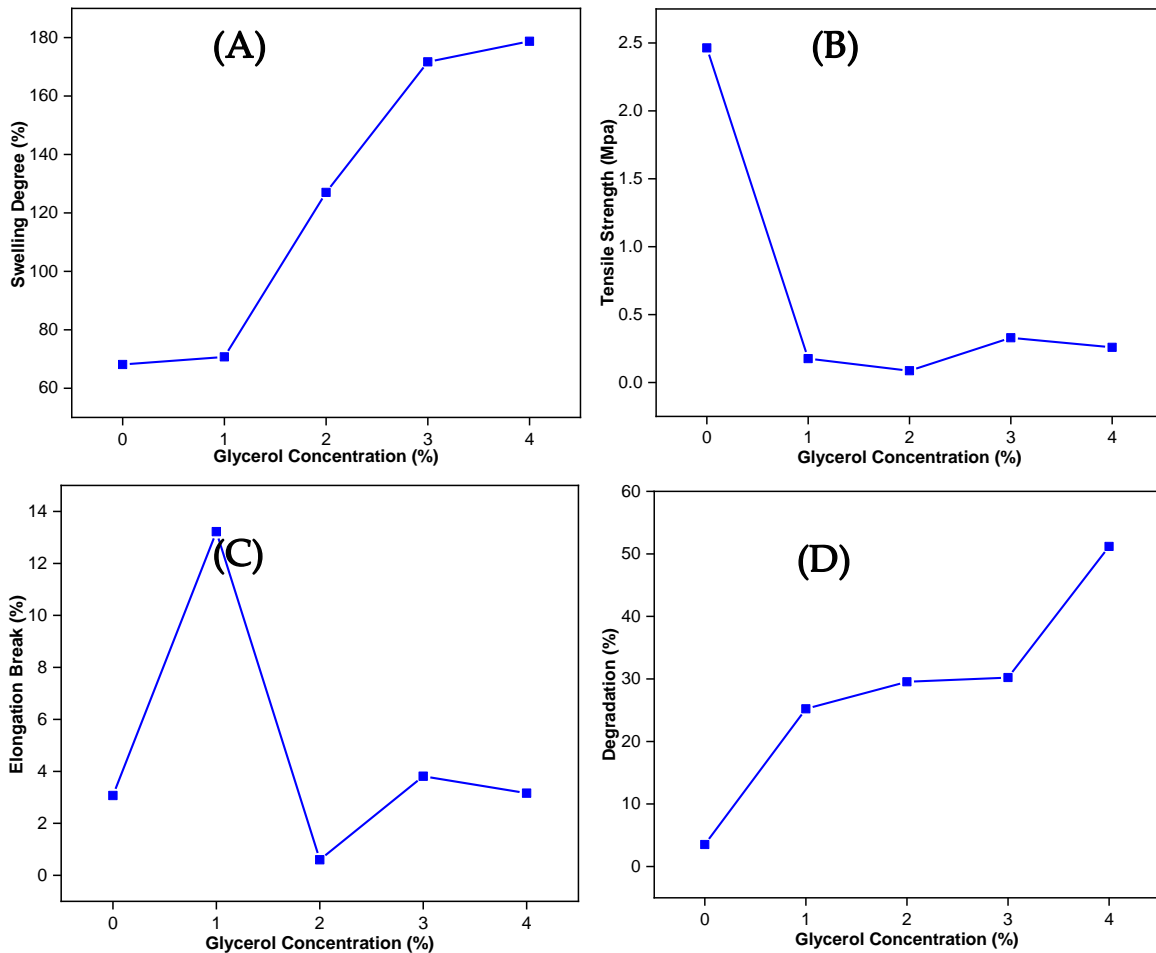 (A)
Swelling Degree (%)
180
160
140
120
100
80
60
0 1 2 3 4
Glycerol Concentration (%)
(B)
Tensile Strength (Mpa)
2.5
2.0
1.5
1.0
0.5
0.0
0 1 2 3 4
Glycerol Concentration (%)
(C)
Elongation Break (%)
14
12
10
8
6
4
2
0
0 1 2 3 4
Glycerol Concentration (%)
(D)
Degradation (%)
60
50
40
30
20
10
0
0 1 2 3 4
Glycerol Concentration (%)